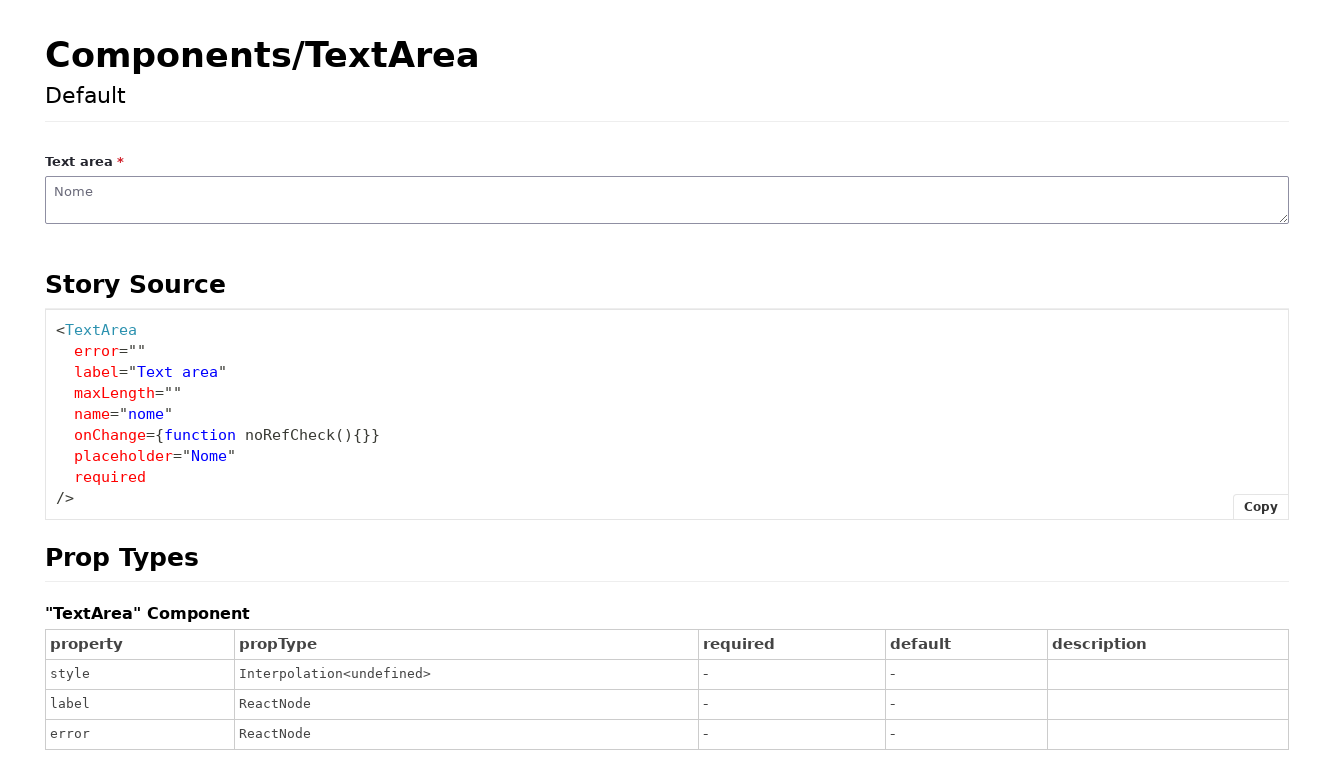 Components/TextArea
Default
Text area *
Nome
Story Source
<TextArea
  error=""
  label="Text area"
  maxLength=""
  name="nome"
  onChange={function noRefCheck(){}}
  placeholder="Nome"
  required
/>
Copy
Prop Types
"TextArea" Component
property propType required default description
style Interpolation<undefined> - -
label ReactNode - -
error ReactNode - -